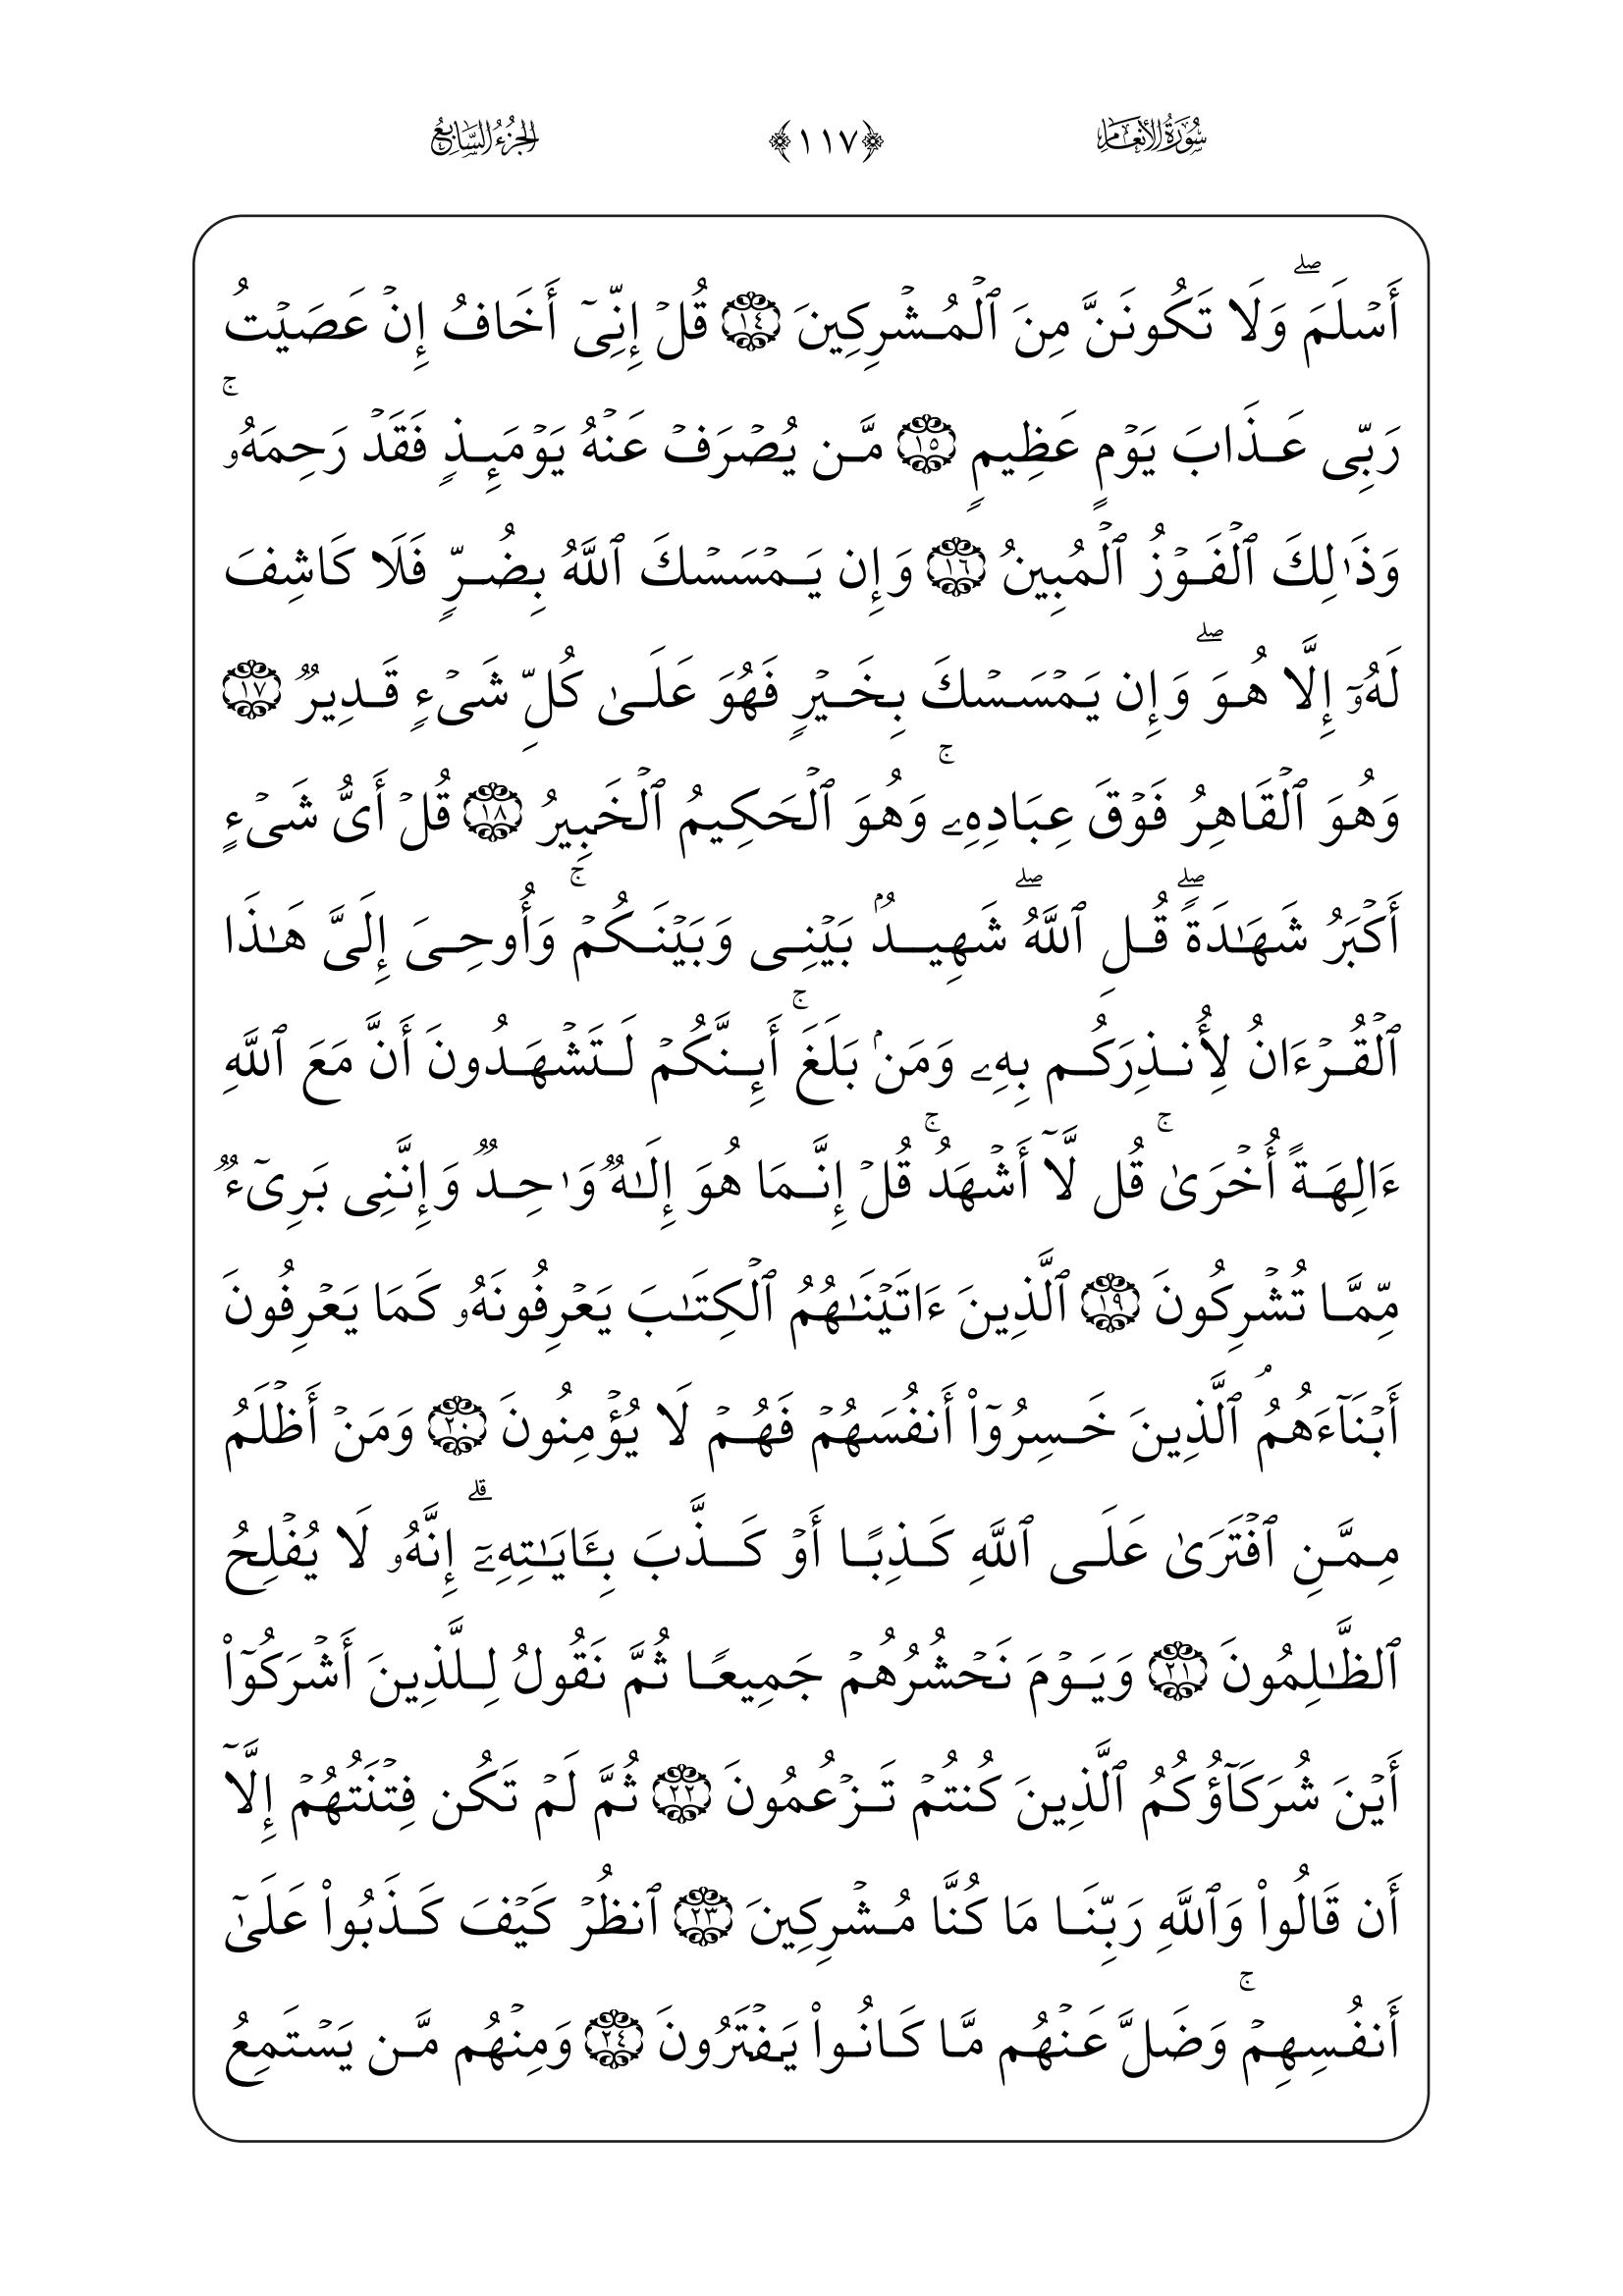 سُورَةُ الأَنْعَام ﴿١١٧﴾ الجُزْءُ السَّابِعُ
أَسۡلَمَۖ وَلَا تَكُونَنَّ مِنَ ٱلۡمُشۡرِكِينَ ١٤ قُلۡ إِنِّيٓ أَخَافُ إِنۡ عَصَيۡتُ
رَبِّي عَذَابَ يَوۡمٍ عَظِيمٖ ١٥ مَّن يُصۡرَفۡ عَنۡهُ يَوۡمَئِذٖ فَقَدۡ رَحِمَهُۥۚ
وَذَٰلِكَ ٱلۡفَوۡزُ ٱلۡمُبِينُ ١٦ وَإِن يَمۡسَسۡكَ ٱللَّهُ بِضُرّٖ فَلَا كَاشِفَ
لَهُۥٓ إِلَّا هُوَۖ وَإِن يَمۡسَسۡكَ بِخَيۡرٖ فَهُوَ عَلَىٰ كُلِّ شَيۡءٖ قَدِيرٞ ١٧
وَهُوَ ٱلۡقَاهِرُ فَوۡقَ عِبَادِهِۦۚ وَهُوَ ٱلۡحَكِيمُ ٱلۡخَبِيرُ ١٨ قُلۡ أَيُّ شَيۡءٍ
أَكۡبَرُ شَهَٰدَةٗۖ قُلِ ٱللَّهُۖ شَهِيدُۢ بَيۡنِي وَبَيۡنَكُمۡۚ وَأُوحِيَ إِلَيَّ هَٰذَا
ٱلۡقُرۡءَانُ لِأُنذِرَكُم بِهِۦ وَمَنۢ بَلَغَۚ أَئِنَّكُمۡ لَتَشۡهَدُونَ أَنَّ مَعَ ٱللَّهِ
ءَالِهَةً أُخۡرَىٰۚ قُل لَّآ أَشۡهَدُۚ قُلۡ إِنَّمَا هُوَ إِلَٰهٞ وَٰحِدٞ وَإِنَّنِي بَرِيٓءٞ
مِّمَّا تُشۡرِكُونَ ١٩ ٱلَّذِينَ ءَاتَيۡنَٰهُمُ ٱلۡكِتَٰبَ يَعۡرِفُونَهُۥ كَمَا يَعۡرِفُونَ
أَبۡنَآءَهُمُۘ ٱلَّذِينَ خَسِرُوٓاْ أَنفُسَهُمۡ فَهُمۡ لَا يُؤۡمِنُونَ ٢٠ وَمَنۡ أَظۡلَمُ
مِمَّنِ ٱفۡتَرَىٰ عَلَى ٱللَّهِ كَذِبًا أَوۡ كَذَّبَ بِـَٔايَٰتِهِۦٓۗ إِنَّهُۥ لَا يُفۡلِحُ
ٱلظَّٰلِمُونَ ٢١ وَيَوۡمَ نَحۡشُرُهُمۡ جَمِيعٗا ثُمَّ نَقُولُ لِلَّذِينَ أَشۡرَكُوٓاْ
أَيۡنَ شُرَكَآؤُكُمُ ٱلَّذِينَ كُنتُمۡ تَزۡعُمُونَ ٢٢ ثُمَّ لَمۡ تَكُن فِتۡنَتُهُمۡ إِلَّآ
أَن قَالُواْ وَٱللَّهِ رَبِّنَا مَا كُنَّا مُشۡرِكِينَ ٢٣ ٱنظُرۡ كَيۡفَ كَذَبُواْ عَلَىٰٓ
أَنفُسِهِمۡۚ وَضَلَّ عَنۡهُم مَّا كَانُواْ يَفۡتَرُونَ ٢٤ وَمِنۡهُم مَّن يَسۡتَمِعُ